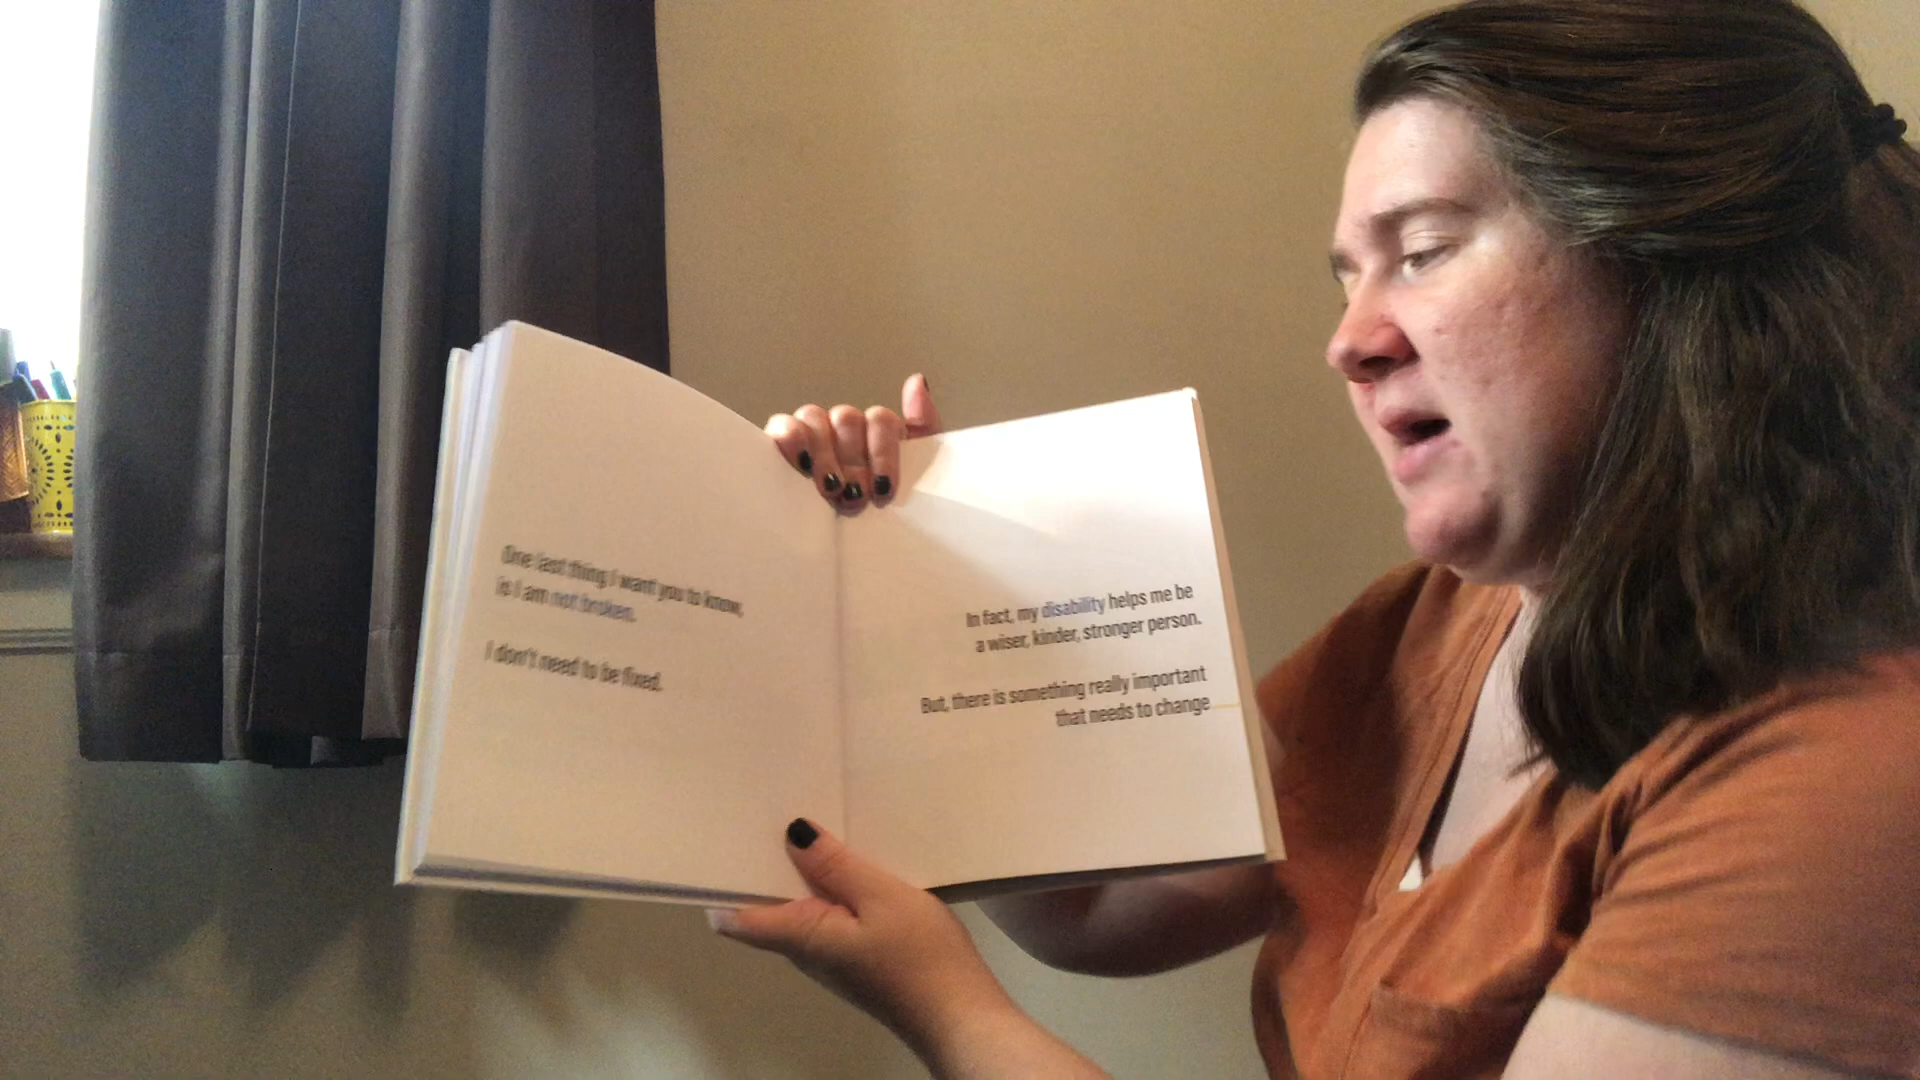 One last thing I want you to know,
is I am not broken.
I don't need to be fixed.
In fact, my disability helps me be
a wiser, kinder, stronger person.
But, there is something really important
that needs to change